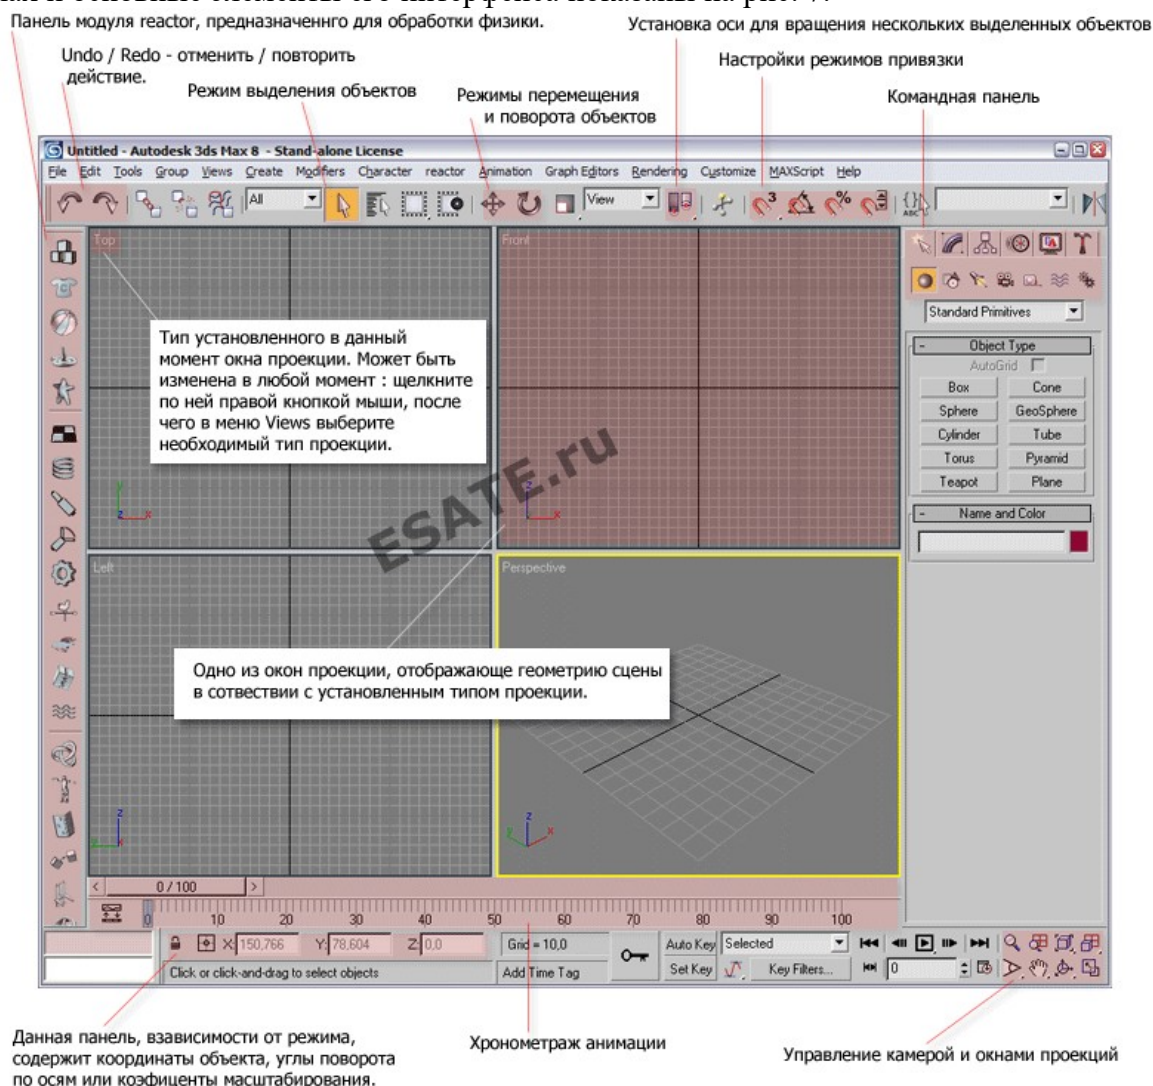 Панель модуля reactor, предназначеннго для обработки физики.
Установка оси для вращения нескольких выделенных объектов
Undo / Redo - отменить / повторить
действие.
Настройки режимов привязки
Режим выделения объектов
Режимы перемещения
и поворота объектов
Командная панель
Untitled - Autodesk 3ds Max 8 - Stand-alone License
File Edit Tools Group Views Create Modifiers Character reactor Animation Graph Editors Rendering Customize MAXScript Help
All
View
3
%
ABC
Top
Front
Standard Primitives
Тип установленного в данный
момент окна проекции. Может быть
изменена в любой момент : щелкните
по ней правой кнопкой мыши, после
чего в меню Views выберите
необходимый тип проекции.
- Object Type
AutoGrid
Box Cone
Sphere GeoSphere
Cylinder Tube
Torus Pyramid
Teapot Plane
- Name and Color
y
z x
z
x
ESATE.ru
Left
Perspective
Одно из окон проекции, отображающе геометрию сцены
в сотвествии с установленным типом проекции.
z
y x
z
y x
< 0 / 100 >
0 10 20 30 40 50 60 70 80 90 100
X: 150,766 Y: 78,604 Z: 0,0 Grid = 10,0 Auto Key Selected
Click or click-and-drag to select objects Add Time Tag Set Key Key Filters... 0
Данная панель, взависимости от режима,
содержит координаты объекта, углы поворота
по осям или коэфиценты масштабирования.
Хронометраж анимации
Управление камерой и окнами проекций